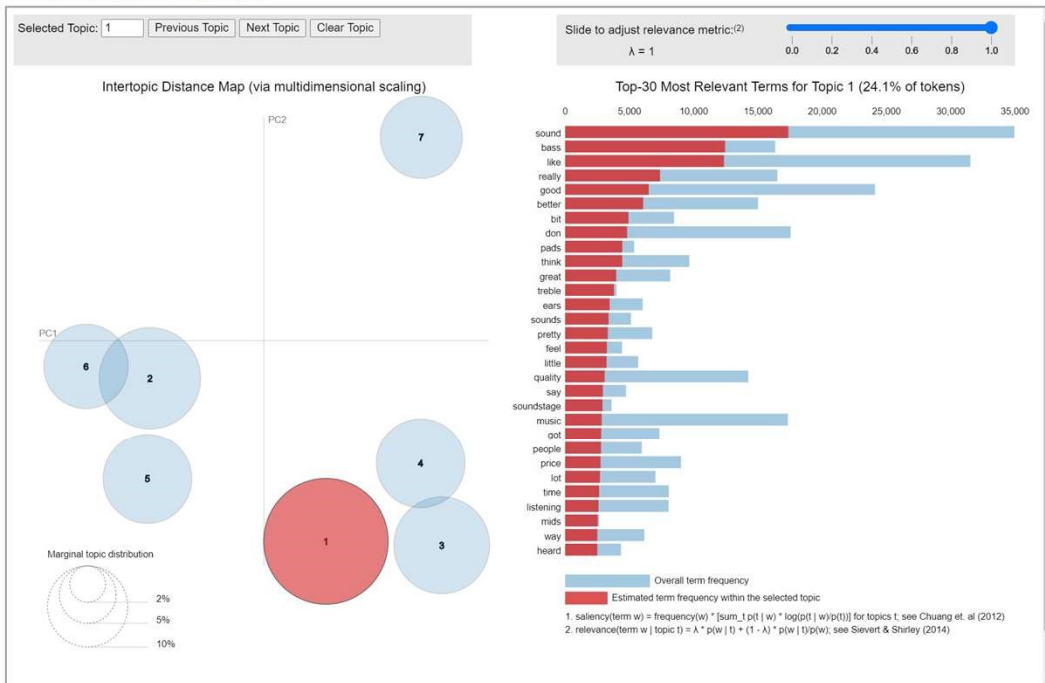 Selected Topic: 1 Previous Topic Next Topic Clear Topic
Slide to adjust relevance metric:(2)
λ = 1
0.0 0.2 0.4 0.6 0.8 1.0
Intertopic Distance Map (via multidimensional scaling)
PC2
PC1
7
6
2
5
4
1
3
Marginal topic distribution
2%
5%
10%
Top-30 Most Relevant Terms for Topic 1 (24.1% of tokens)
0 5,000 10,000 15,000 20,000 25,000 30,000 35,000
sound
bass
like
really
good
better
bit
don
pads
think
great
treble
ears
sounds
pretty
feel
little
quality
say
soundstage
music
got
people
price
lot
time
listening
mids
way
heard
Overall term frequency
Estimated term frequency within the selected topic
1. saliency(term w) = frequency(w) * [sum_t p(t | w) * log(p(t | w)/p(t))] for topics t; see Chuang et. al (2012)
2. relevance(term w | topic t) = λ * p(w | t) + (1 - λ) * p(w | t)/p(w); see Sievert & Shirley (2014)